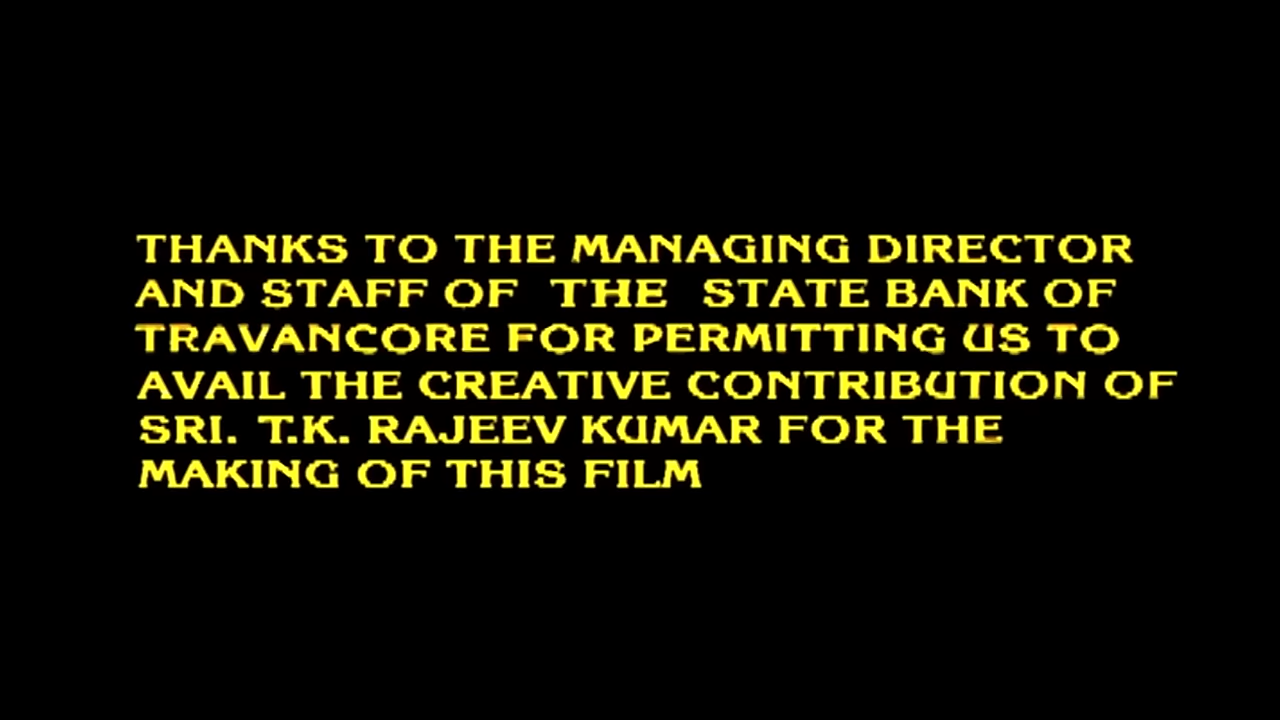 THANKS TO THE MANAGING DIRECTOR
AND STAFF OF THE STATE BANK OF
TRAVANCORE FOR PERMITTING US TO
AVAIL THE CREATIVE CONTRIBUTION OF
SRI. T.K. RAJEEV KUMAR FOR THE
MAKING OF THIS FILM